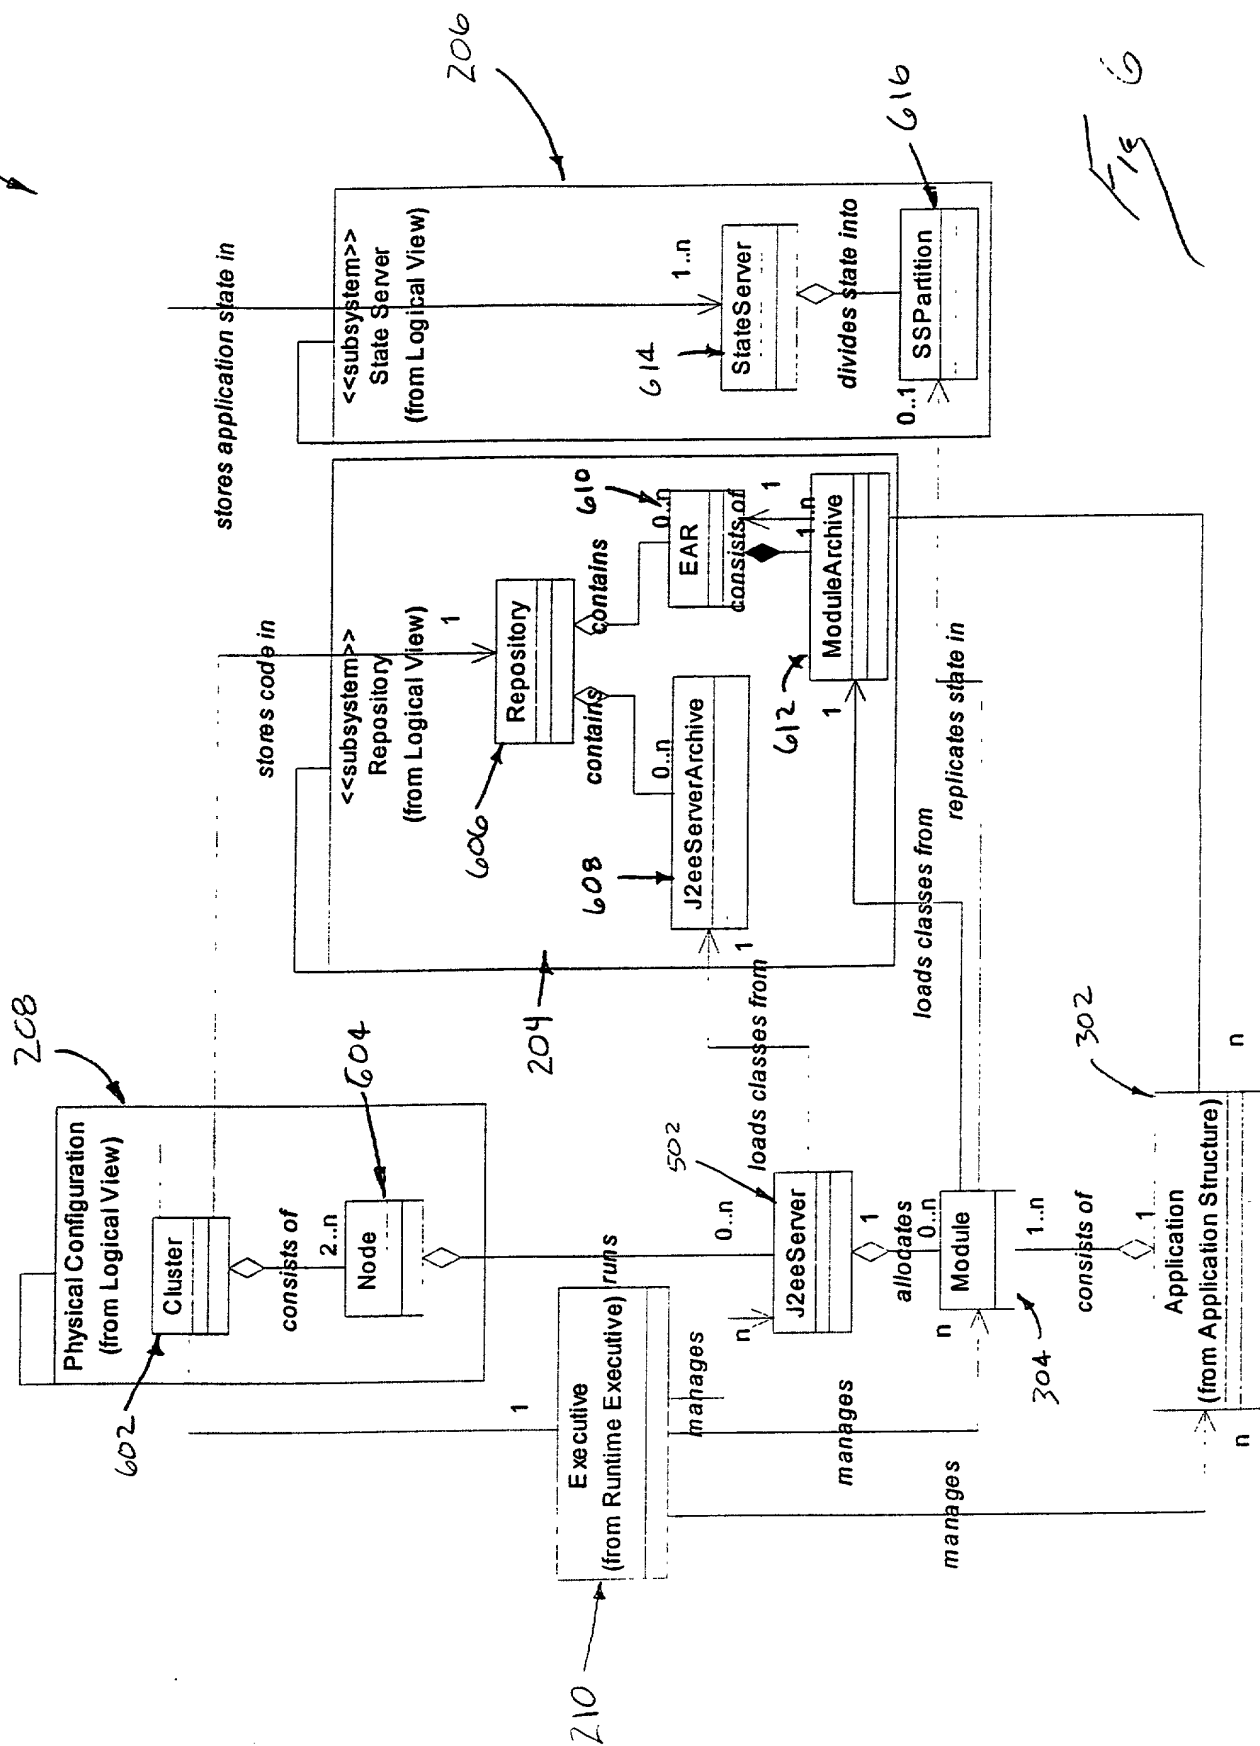 208
Physical Configuration
(from Logical View)
Cluster
602
consists of
2..n
Node
604
stores code in
stores application state in
<<subsystem>>
Repository
(from Logical View)
1
Repository
606
contains
contains
0..n
0..n
610
EAR
J2eeServerArchive
608
consists of
1
1..n
ModuleArchive
612
1
204
<<subsystem>>
State Server
(from Logical View)
206
1..n
StateServer
614
divides state into
n
SSPartition
616
0..1
1
Executive
(from Runtime Executive)
210
runs
0..n
502
loads classes from
1
manages
n
J2eeServer
1
allocates
0..n
manages
n
Module
304
loads classes from
replicates state in
1..n
consists of
1
manages
Application
(from Application Structure)
302
n
n
Fig 6